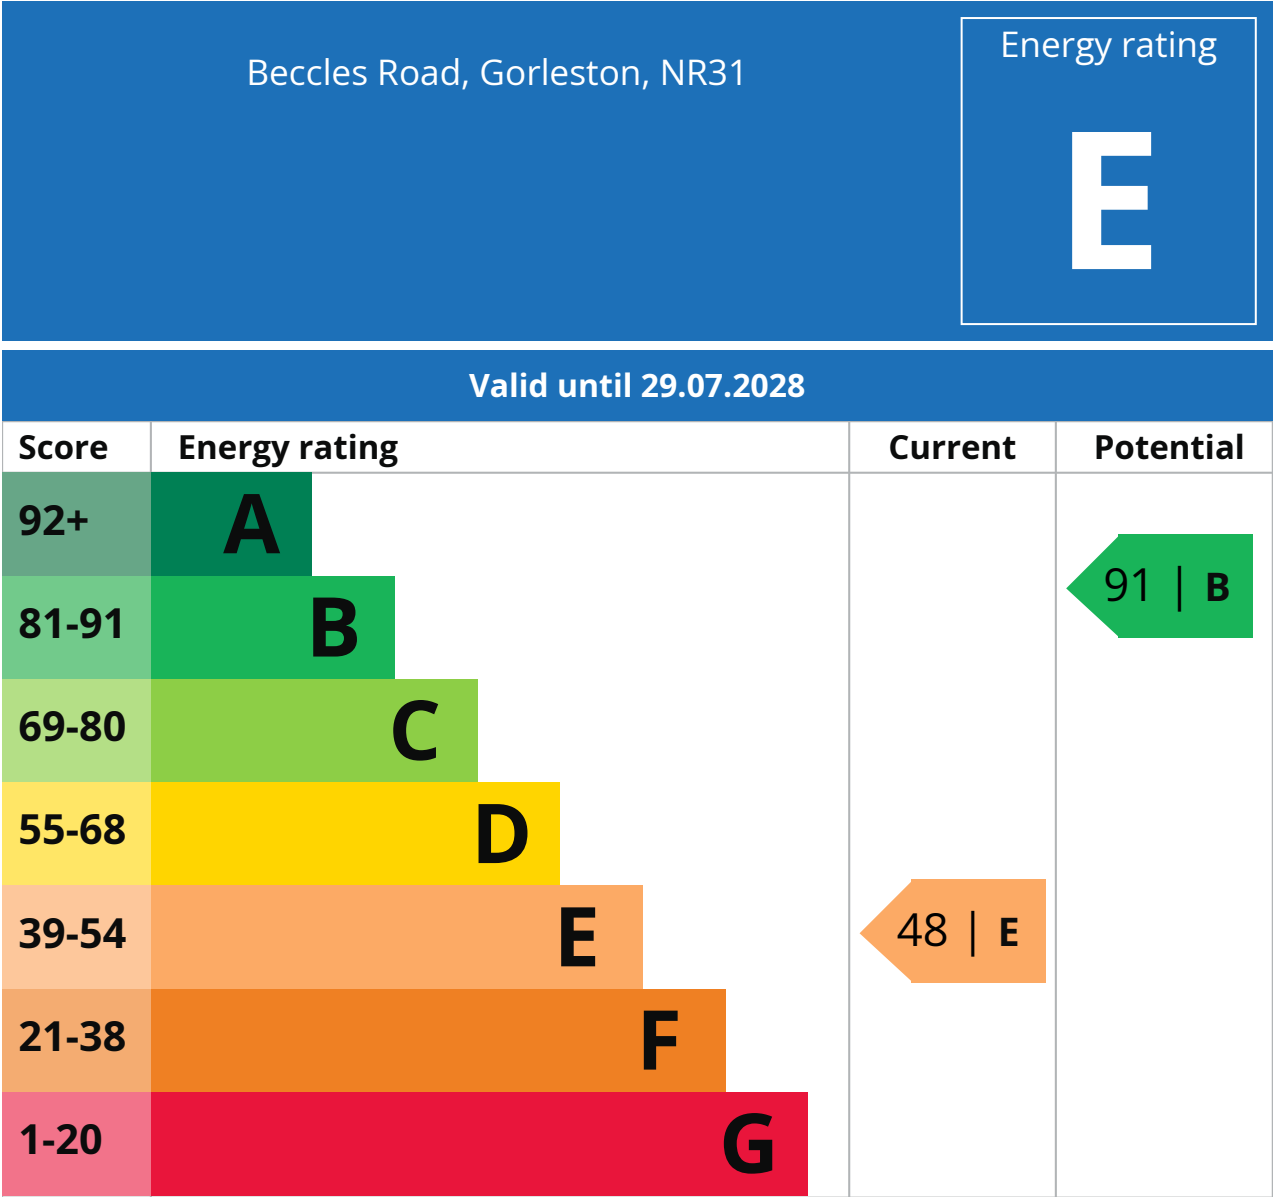 Beccles Road, Gorleston, NR31
Energy rating
E
Valid until 29.07.2028
Score Energy rating Current Potential
92+ A
91 | B
81-91 B
69-80 C
55-68 D
39-54 E 48 | E
21-38 F
1-20 G